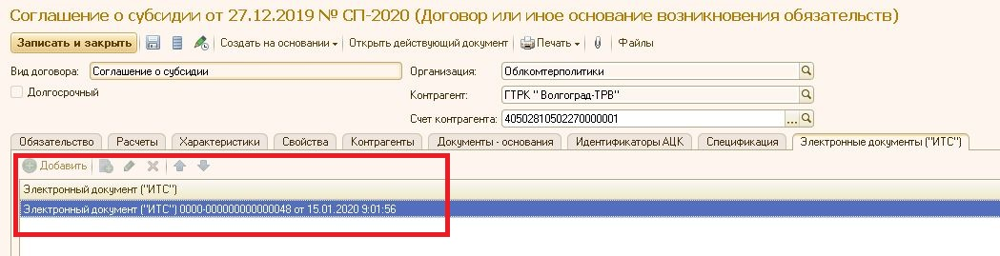 Соглашение о субсидии от 27.12.2019 № СП-2020 (Договор или иное основание возникновения обязательств)
Записать и закрыть Создать на основании Открыть действующий документ Печать Файлы
Вид договора: Соглашение о субсидии Организация: Облкомтерполитики
Долгосрочный Контрагент: ГТРК " Волгоград-ТРВ"
Счет контрагента: 40502810502270000001 ...
Обязательство Расчеты Характеристики Свойства Контрагенты Документы - основания Идентификаторы АЦК Спецификация Электронные документы ("ИТС")
Добавить
Электронный документ ("ИТС")
Электронный документ ("ИТС") 0000-000000000000048 от 15.01.2020 9:01:56